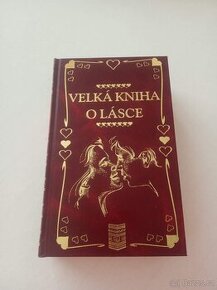 VELKÁ KNIHA
O LÁSCE